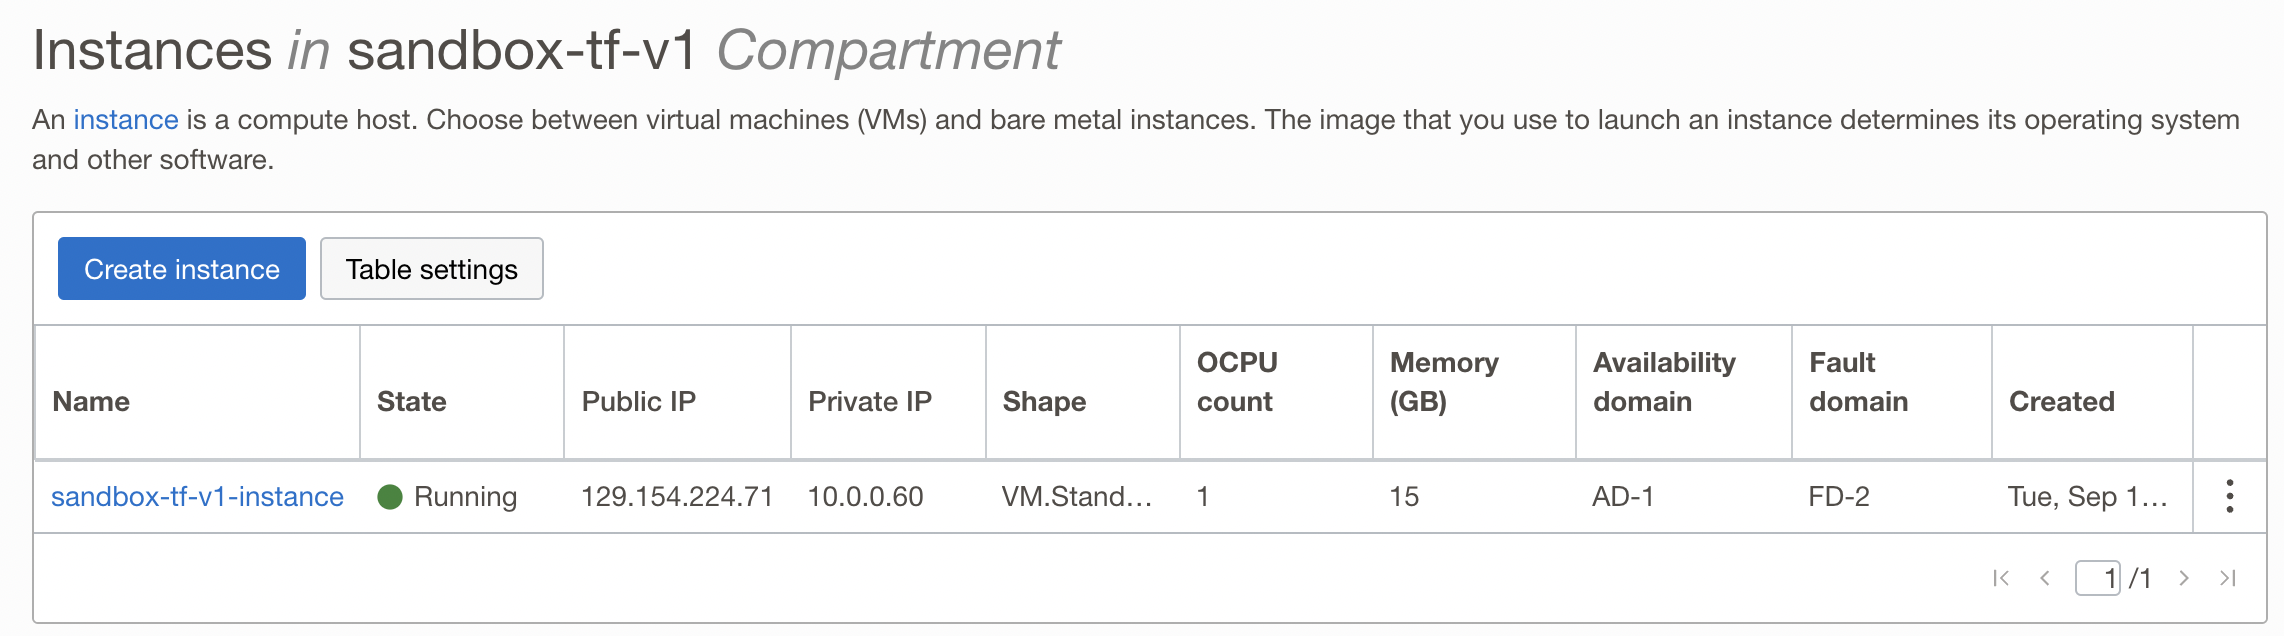 Instances in sandbox-tf-v1 Compartment
An instance is a compute host. Choose between virtual machines (VMs) and bare metal instances. The image that you use to launch an instance determines its operating system
and other software.
Create instance Table settings
Name State Public IP Private IP Shape OCPU count Memory (GB) Availability domain Fault domain Created
sandbox-tf-v1-instance Running 129.154.224.71 10.0.0.60 VM.Stand... 1 15 AD-1 FD-2 Tue, Sep 1...
1 /1